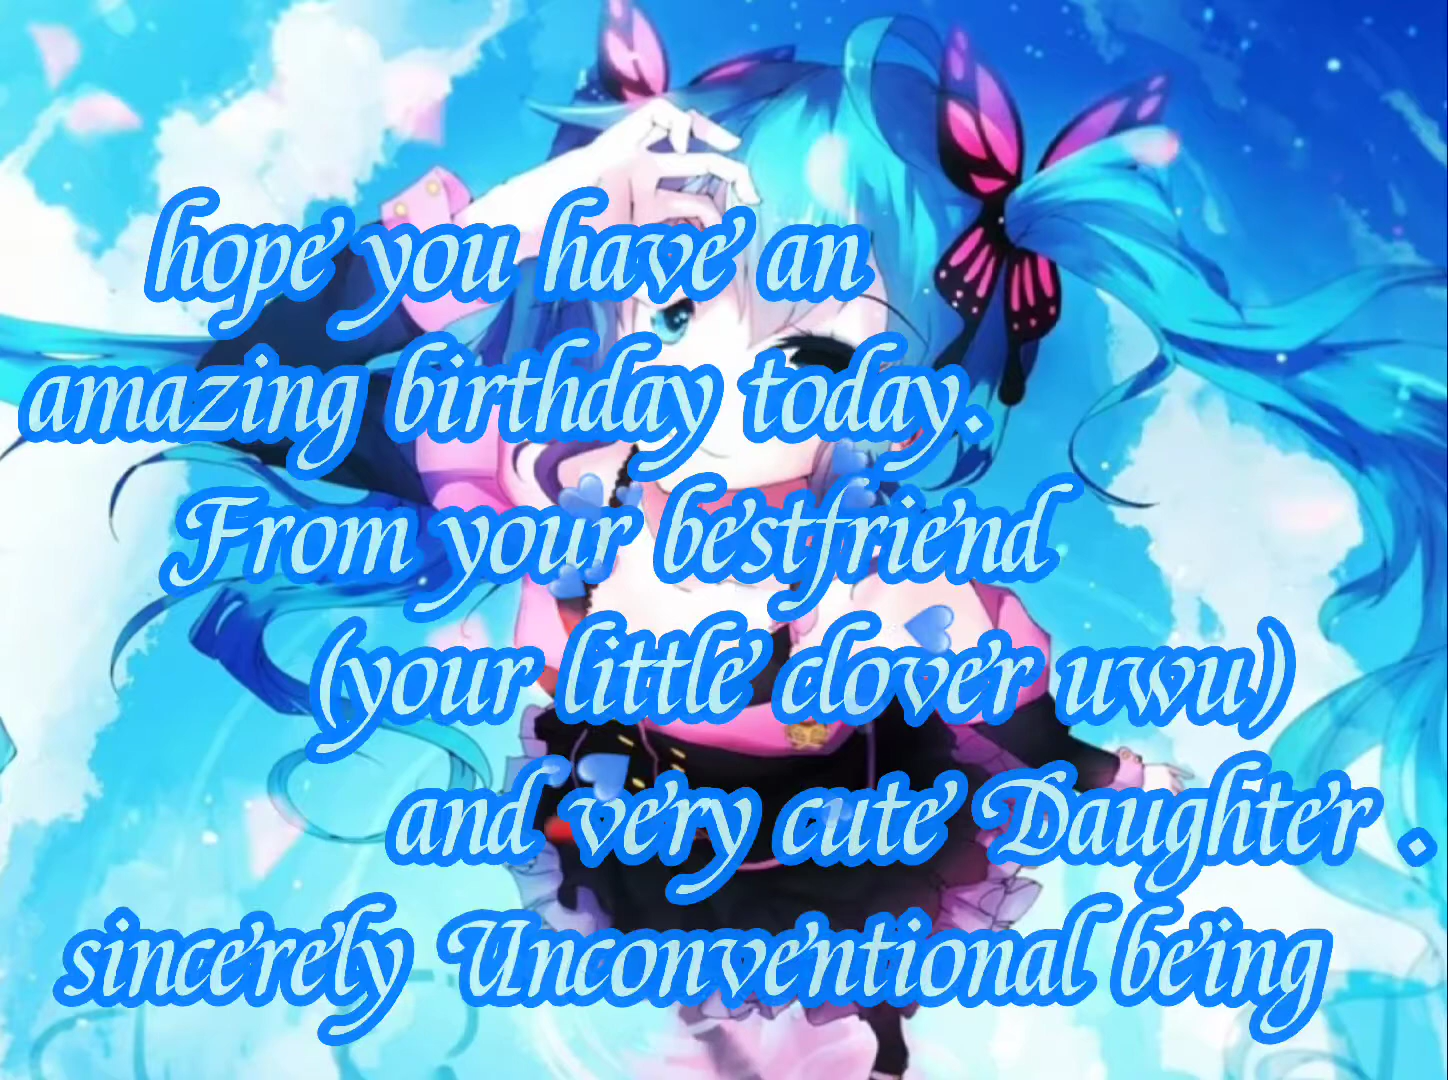 hope you have an
amazing birthday today.
From your bestfriend
(your little clover uwu)
and very cute Daughter .
sincerely Unconventional being